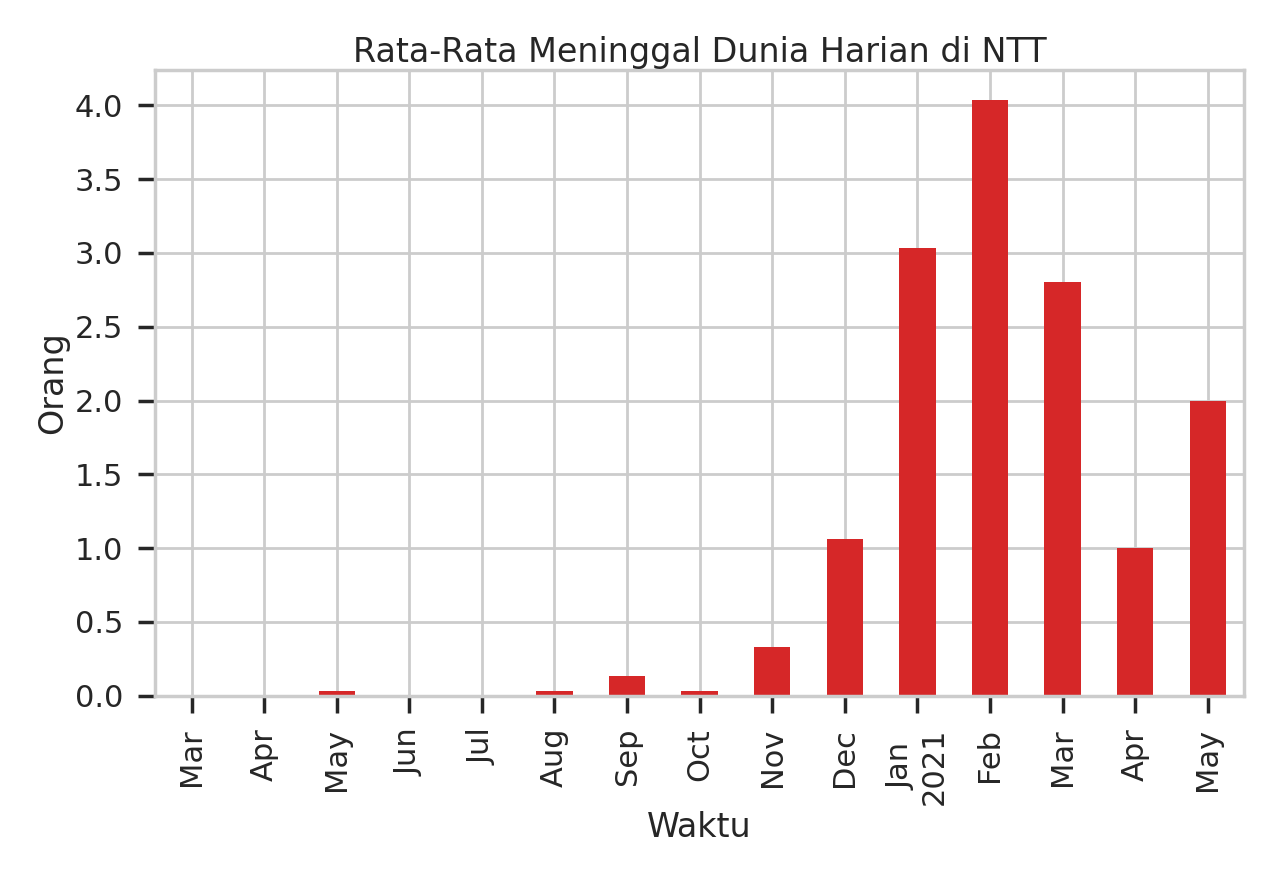 Rata-Rata Meninggal Dunia Harian di NTT
4.0
3.5
3.0
2.5
2.0
1.5
1.0
0.5
0.0
Orang
Mar
Apr
May
Jun
Jul
Aug
Sep
Oct
Nov
Dec
Jan
2021
Feb
Mar
Apr
May
Waktu